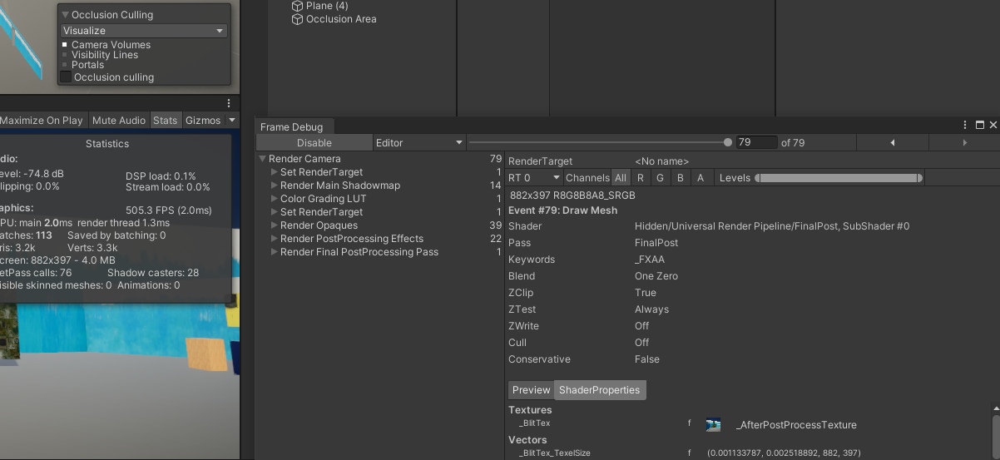 Occlusion Culling
Visualize
Camera Volumes
Visibility Lines
Portals
Occlusion culling
Plane (4)
Occlusion Area
Maximize On Play Mute Audio Stats Gizmos
Statistics
dio:
evel: -74.8 dB DSP load: 0.1%
lipping: 0.0% Stream load: 0.0%
aphics: 505.3 FPS (2.0ms)
PU: main 2.0ms render thread 1.3ms
atches: 113 Saved by batching: 0
ris: 3.2k Verts: 3.3k
creen: 882x397 - 4.0 MB
etPass calls: 76 Shadow casters: 28
isible skinned meshes: 0 Animations: 0
Frame Debug
Disable Editor 79 of 79
Render Camera 79
Set RenderTarget 1
Render Main Shadowmap 14
Color Grading LUT 1
Set RenderTarget 1
Render Opaques 39
Render PostProcessing Effects 22
Render Final PostProcessing Pass 1
RenderTarget <No name>
RT 0 Channels All R G B A Levels
882x397 R8G8B8A8_SRGB
Event #79: Draw Mesh
Shader Hidden/Universal Render Pipeline/FinalPost, SubShader #0
Pass FinalPost
Keywords _FXAA
Blend One Zero
ZClip True
ZTest Always
ZWrite Off
Cull Off
Conservative False
Preview ShaderProperties
Textures
_BlitTex f _AfterPostProcessTexture
Vectors
_BlitTex_TexelSize f (0.001133787, 0.002518892, 882, 397)